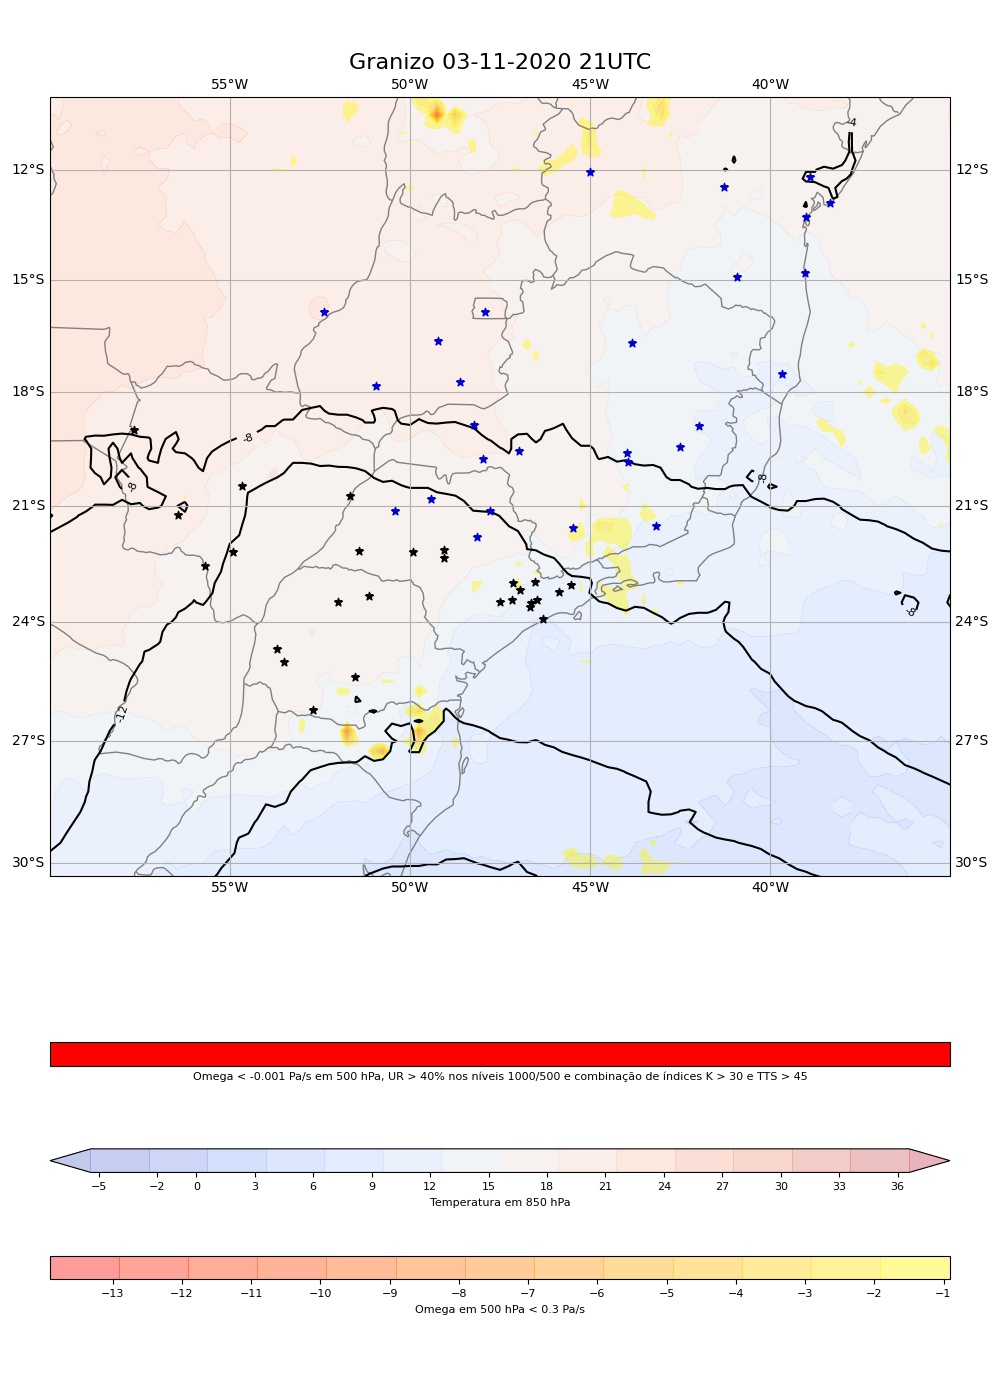 Granizo 03-11-2020 21UTC
55°W 50°W 45°W 40°W
-4
12°S 12°S
15°S 15°S
18°S 18°S
-8
-8 -8
21°S 21°S
-8
24°S 24°S
-12
27°S 27°S
30°S 30°S
55°W 50°W 45°W 40°W
Omega < -0.001 Pa/s em 500 hPa, UR > 40% nos níveis 1000/500 e combinação de índices K > 30 e TTS > 45
−5 −2 0 3 6 9 12 15 18 21 24 27 30 33 36
Temperatura em 850 hPa
−13 −12 −11 −10 −9 −8 −7 −6 −5 −4 −3 −2 −1
Omega em 500 hPa < 0.3 Pa/s